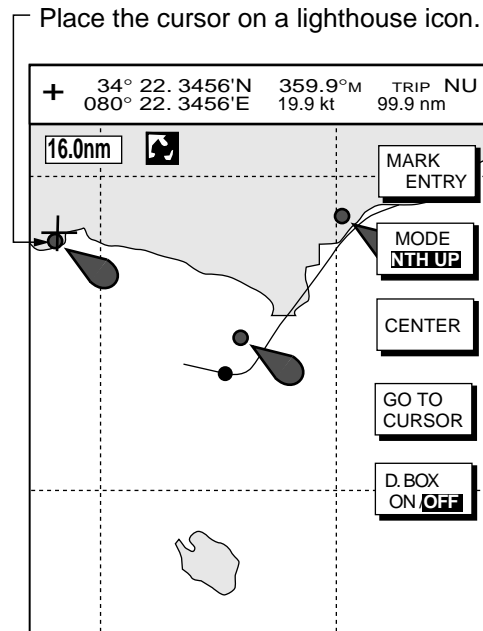 Place the cursor on a lighthouse icon.
+ 34° 22. 3456'N 359.9°M TRIP NU
080° 22. 3456'E 19.9 kt 99.9 nm
16.0nm
MARK
ENTRY
MODE
NTH UP
CENTER
GO TO
CURSOR
D. BOX
ON /OFF